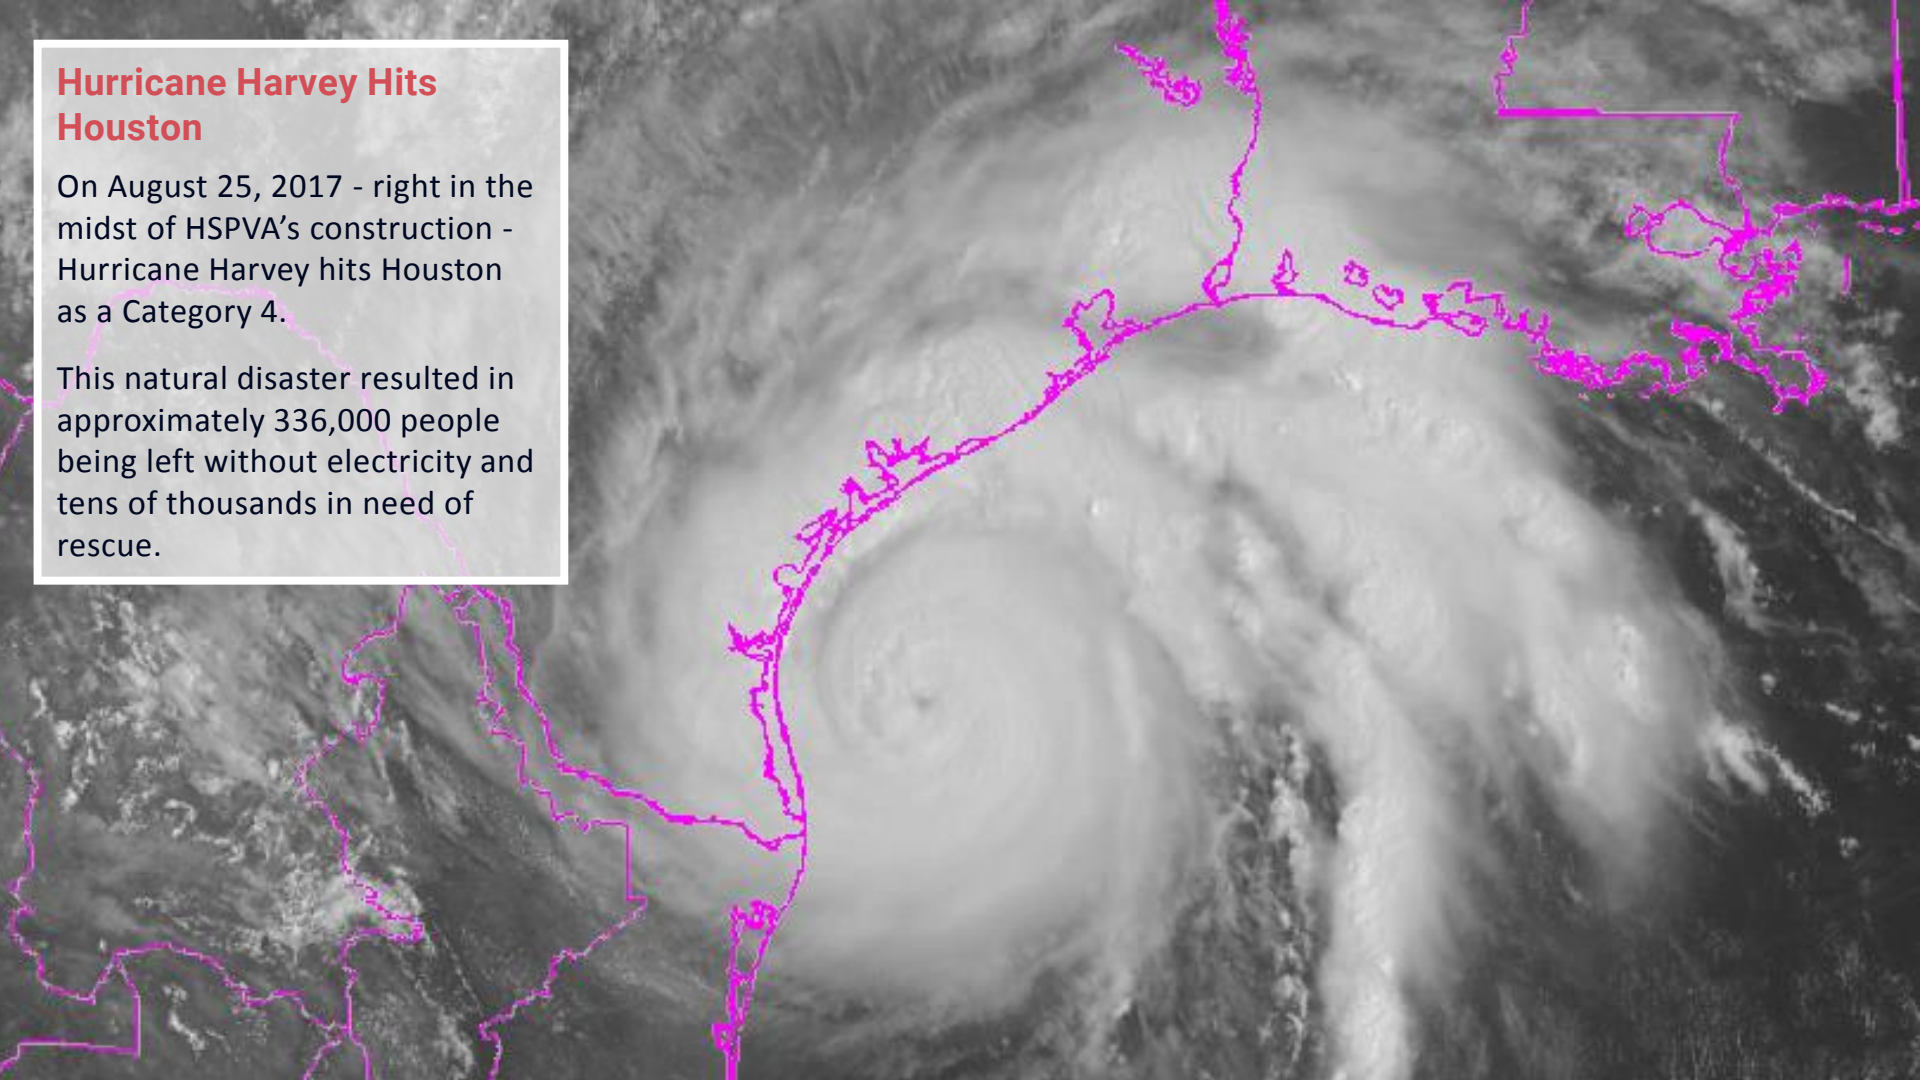 Hurricane Harvey Hits
Houston
On August 25, 2017 - right in the
midst of HSPVA’s construction -
Hurricane Harvey hits Houston
as a Category 4.
This natural disaster resulted in
approximately 336,000 people
being left without electricity and
tens of thousands in need of
rescue.